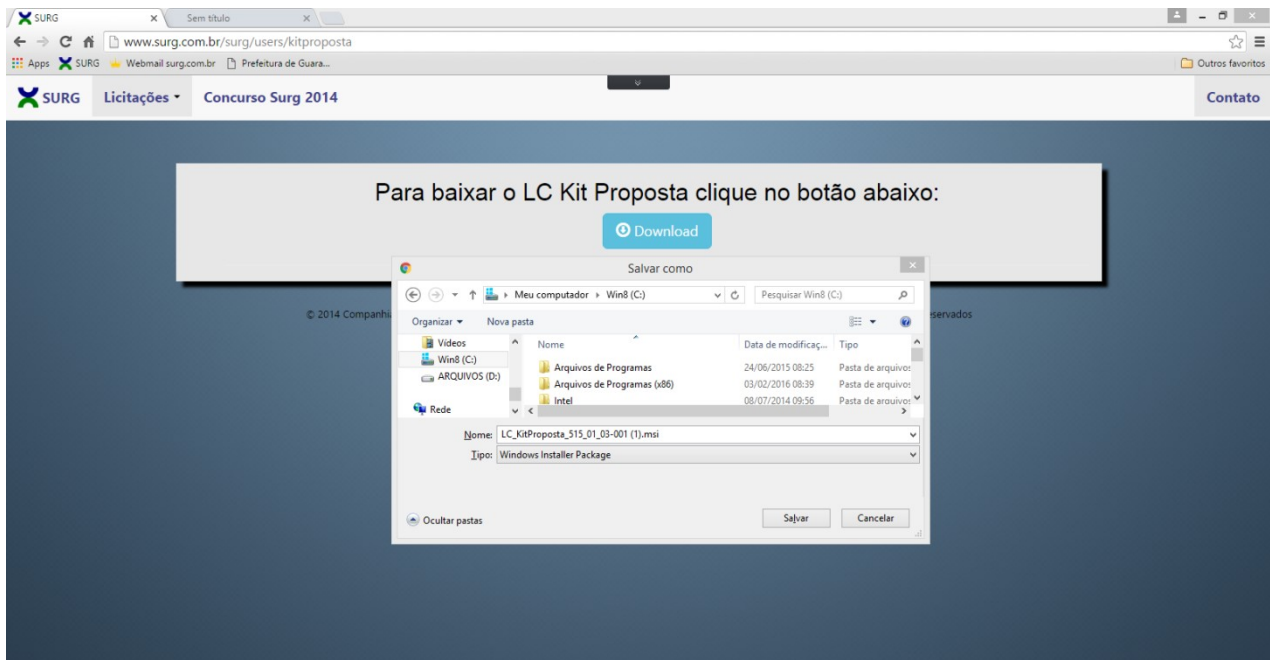 SURG
Sem título
www.surg.com.br/surg/users/kitproposta
Apps SURG Webmail surg.com.br Prefeitura de Guara... Outros favoritos
SURG Licitações Concurso Surg 2014 Contato
Para baixar o LC Kit Proposta clique no botão abaixo:
Download
Salvar como
Meu computador Win8 (C:) Pesquisar Win8 (C:)
Organizar Nova pasta
Vídeos
Win8 (C:)
ARQUIVOS (D:)
Rede
Nome Data de modificaç... Tipo
Arquivos de Programas 24/06/2015 08:25 Pasta de arquivos
Arquivos de Programas (x86) 03/02/2016 08:39 Pasta de arquivos
Intel 08/07/2014 09:56 Pasta de arquivos
Nome: LC_KitProposta_515_01_03-001 (1).msi
Tipo: Windows Installer Package
Ocultar pastas Salvar Cancelar
© 2014 Companhi
servados